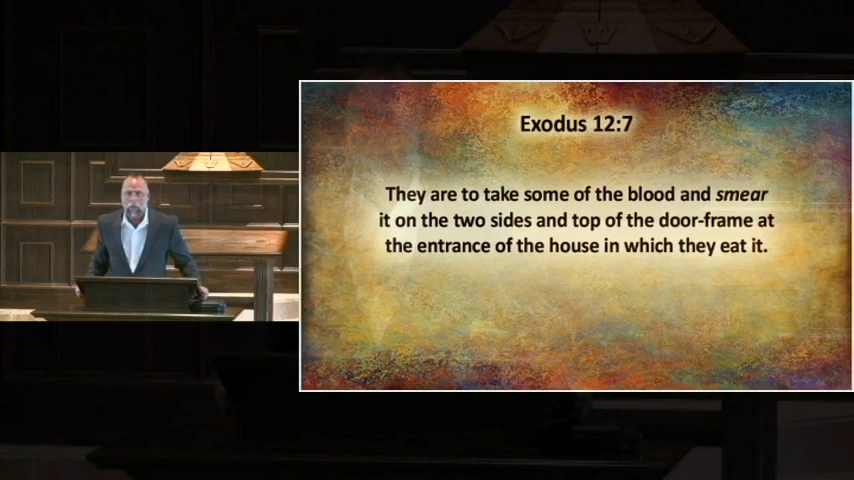 Exodus 12:7
They are to take some of the blood and smear
it on the two sides and top of the door-frame at
the entrance of the house in which they eat it.